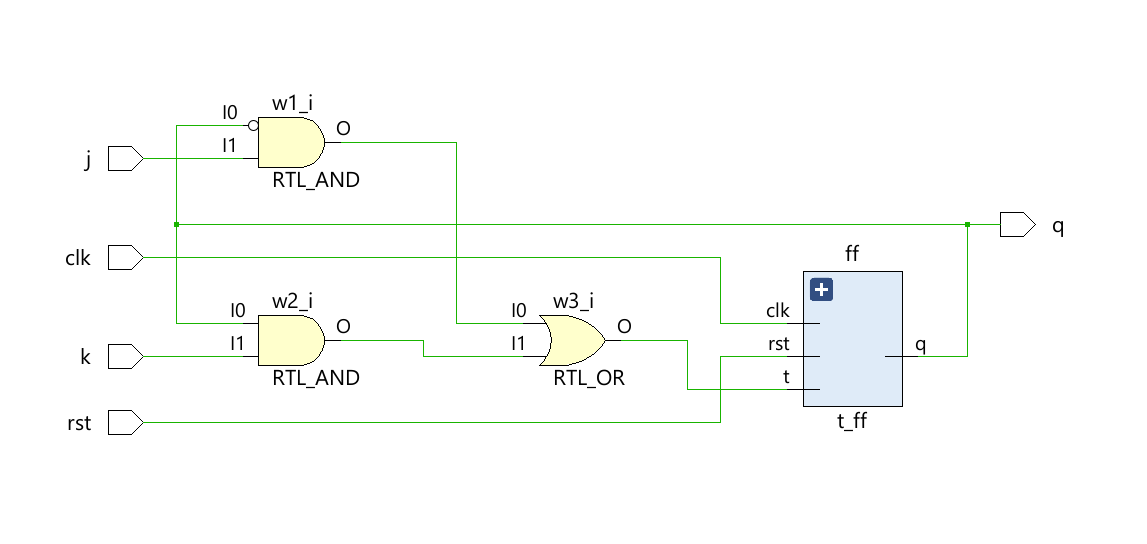 w1_i
I0
O
I1
j
RTL_AND
q
clk
ff
w2_i
w3_i
I0
O
I0
O
clk
I1
I1
rst
q
k
RTL_AND
RTL_OR
t
rst
t_ff